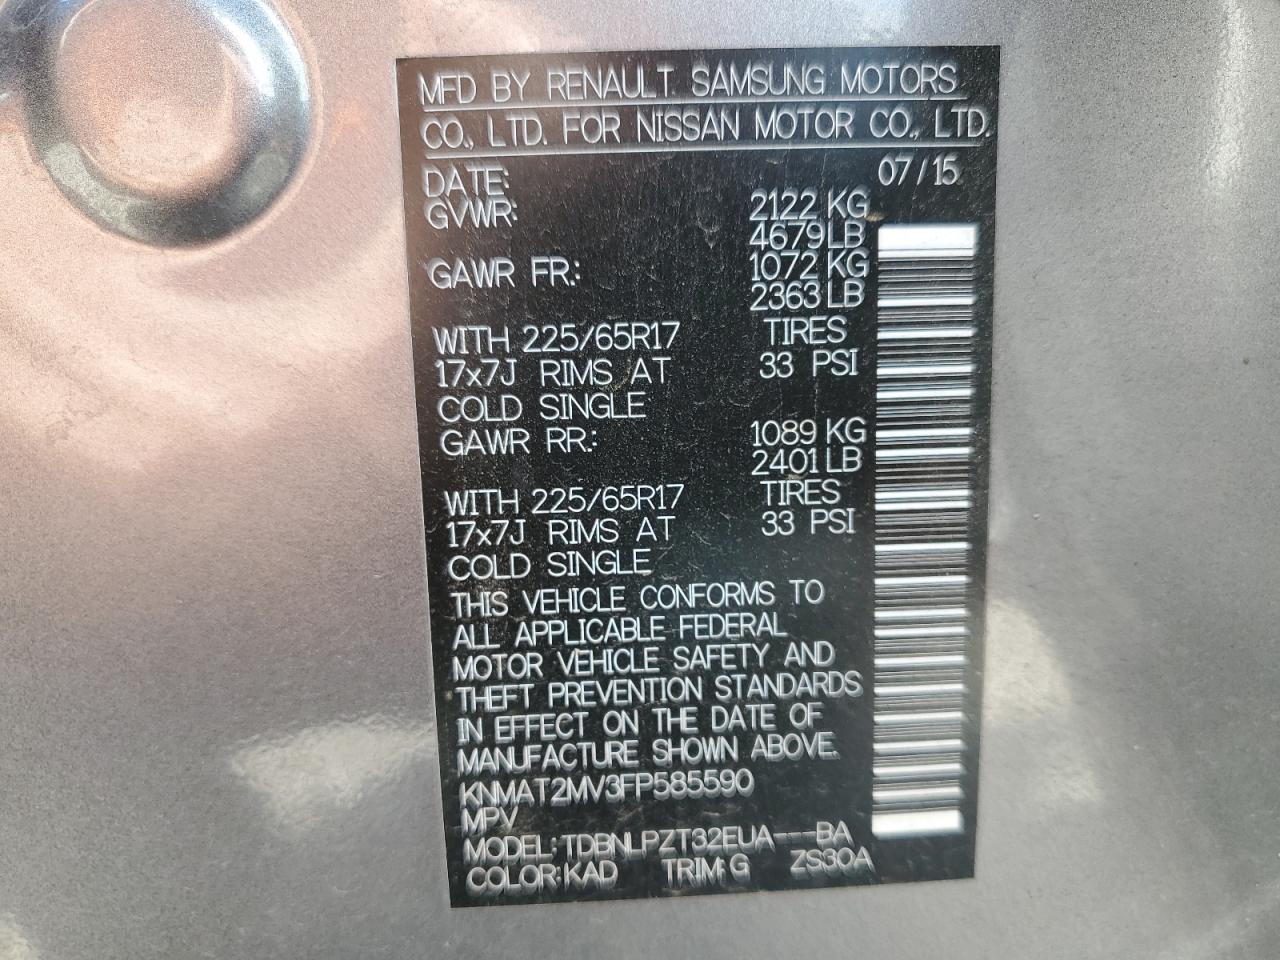 MFD BY RENAULT SAMSUNG MOTORS
CO., LTD. FOR NISSAN MOTOR CO., LTD.
DATE: 07/15
GVWR: 2122 KG
4679 LB
GAWR FR.: 1072 KG
2363 LB
WITH 225/65R17 TIRES
17x7J RIMS AT 33 PSI
COLD SINGLE
GAWR RR.: 1089 KG
2401 LB
WITH 225/65R17 TIRES
17x7J RIMS AT 33 PSI
COLD SINGLE
THIS VEHICLE CONFORMS TO
ALL APPLICABLE FEDERAL
MOTOR VEHICLE SAFETY AND
THEFT PREVENTION STANDARDS
IN EFFECT ON THE DATE OF
MANUFACTURE SHOWN ABOVE.
KNMAT2MV3FP585590
MPV
MODEL: TDBNLPZT32EUA---BA
COLOR:KAD TRIM:G ZS30A